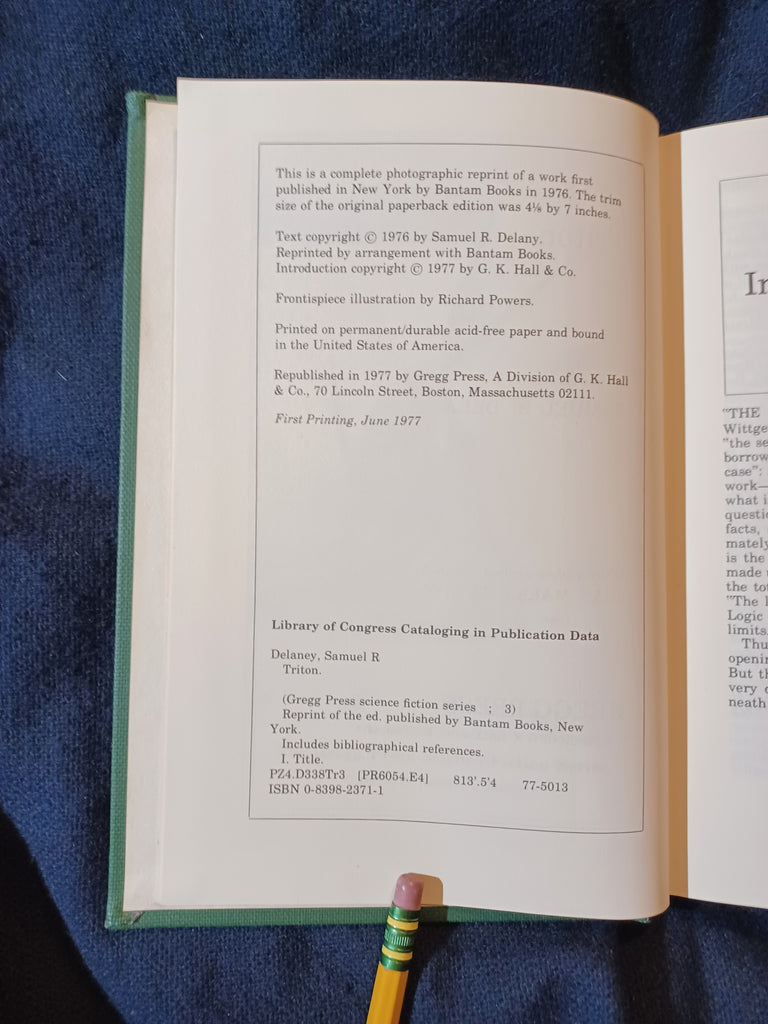 This is a complete photographic reprint of a work first
published in New York by Bantam Books in 1976. The trim
size of the original paperback edition was 4⅛ by 7 inches.
Text copyright © 1976 by Samuel R. Delany.
Reprinted by arrangement with Bantam Books.
Introduction copyright © 1977 by G. K. Hall & Co.
Frontispiece illustration by Richard Powers.
Printed on permanent/durable acid-free paper and bound
in the United States of America.
Republished in 1977 by Gregg Press, A Division of G. K. Hall
& Co., 70 Lincoln Street, Boston, Massachusetts 02111.
First Printing, June 1977
Library of Congress Cataloging in Publication Data
Delaney, Samuel R
Triton.
(Gregg Press science fiction series ; 3)
Reprint of the ed. published by Bantam Books, New
York.
Includes bibliographical references.
I. Title.
PZ4.D338Tr3 [PR6054.E4] 813'.5'4 77-5013
ISBN 0-8398-2371-1
In
"THE
Wittge
"the se
borrow
case":
work—
what i
questio
facts,
mately
is the
made
the to
"The l
Logic
limits.
Thu
openin
But th
very
neath